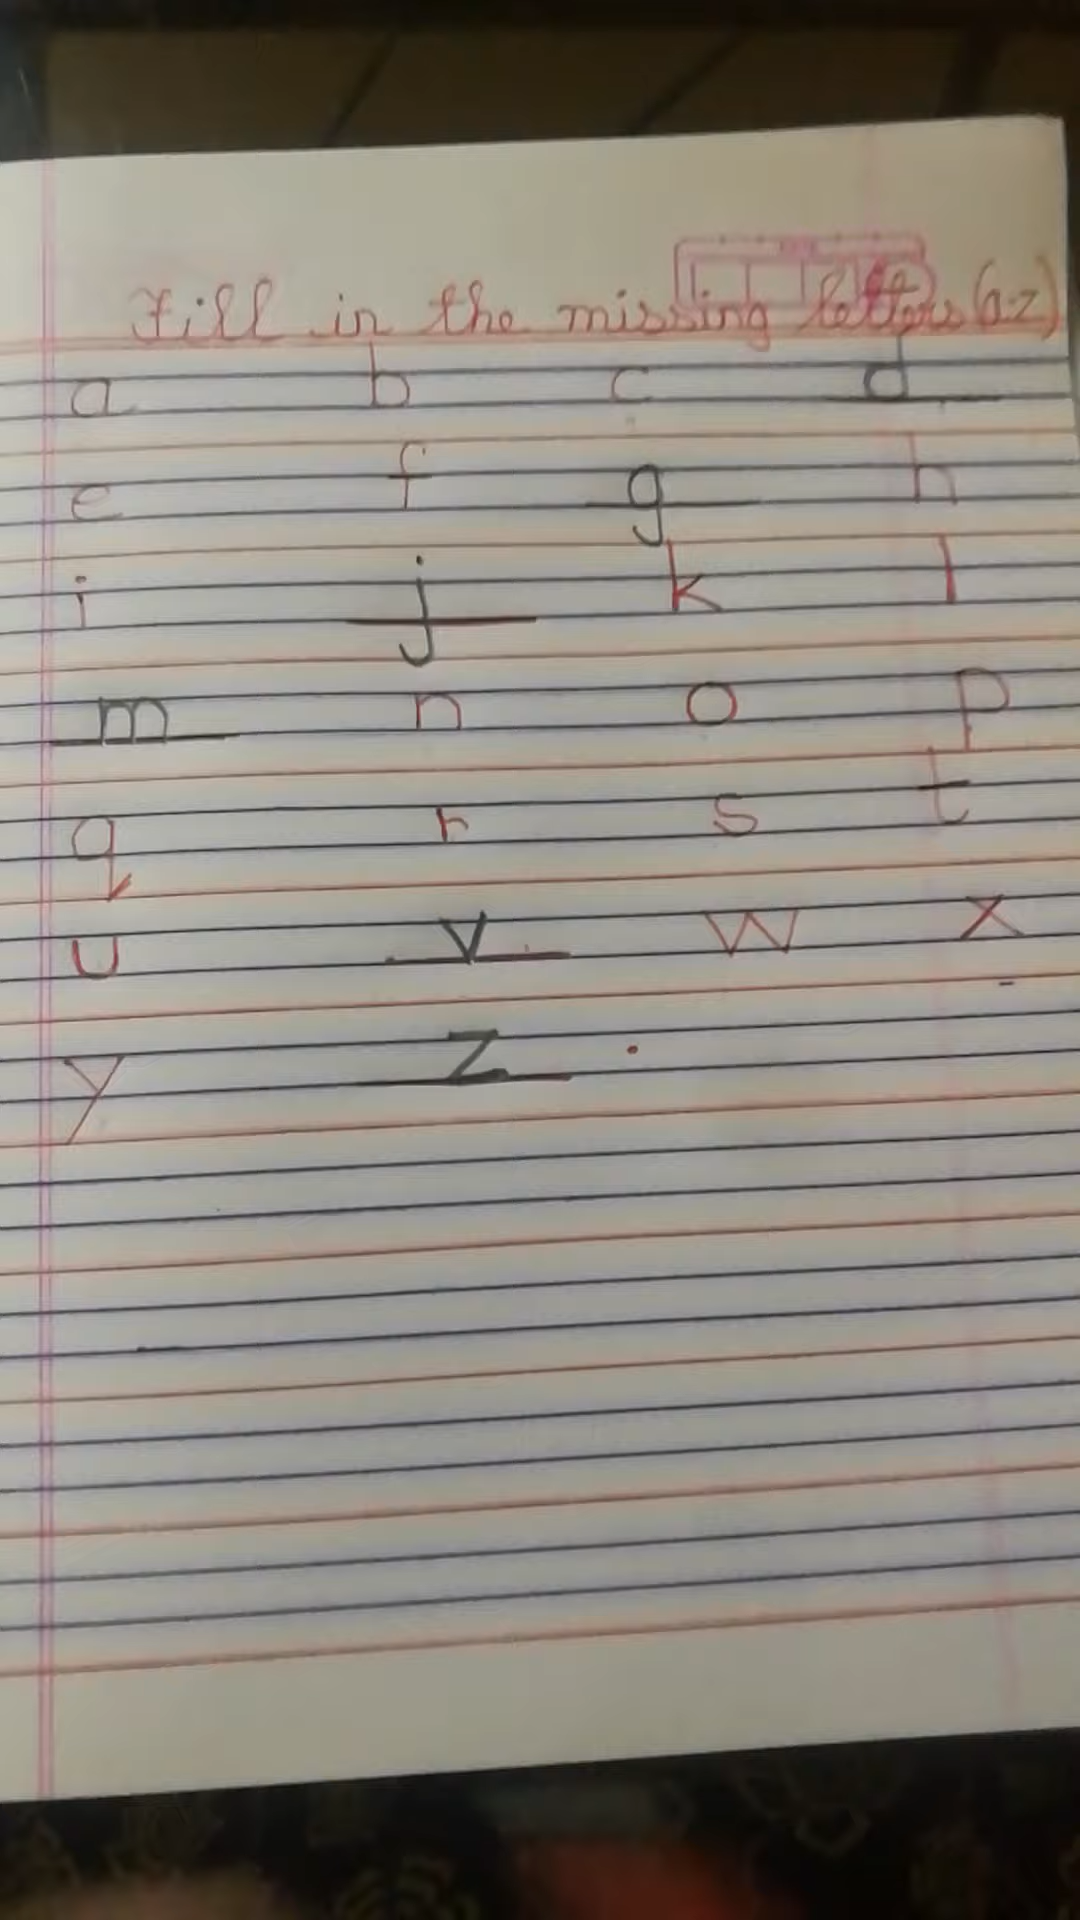 Fill in the missing letters (a-z)
a b c d
e f g h
i j k l
m n o p
q r s t
u v w x
y z